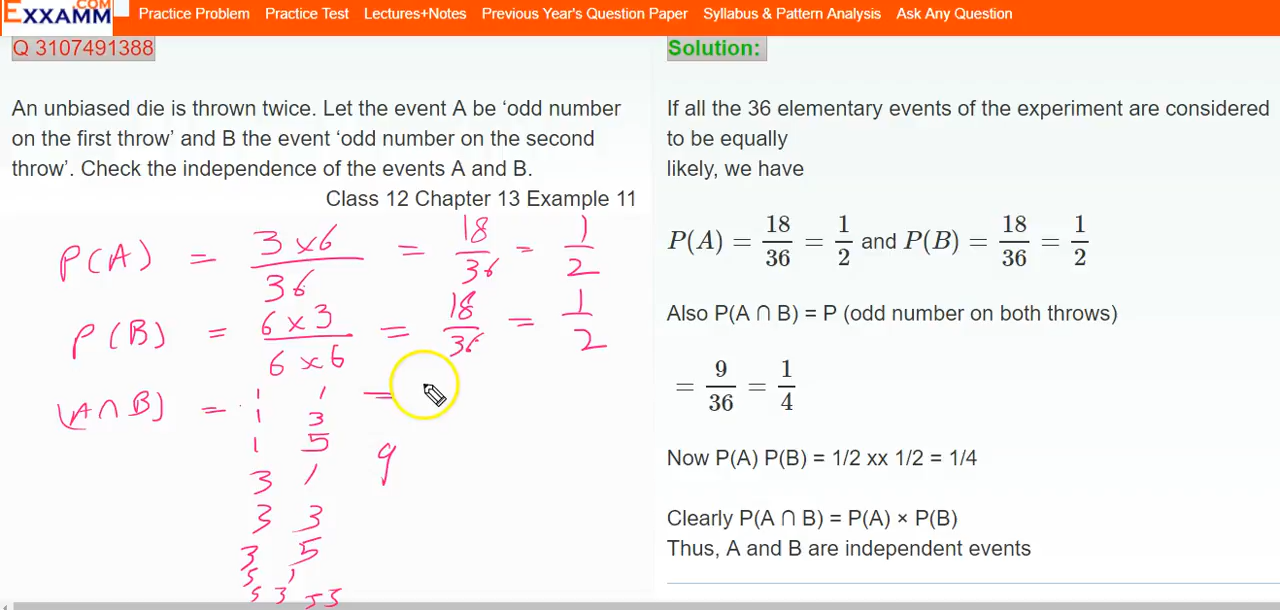 .COM
EXXAMM
Practice Problem Practice Test Lectures+Notes Previous Year's Question Paper Syllabus & Pattern Analysis Ask Any Question
Q 3107491388
An unbiased die is thrown twice. Let the event A be ‘odd number
on the first throw’ and B the event ‘odd number on the second
throw’. Check the independence of the events A and B.
Class 12 Chapter 13 Example 11
P(A) = 3 x 6 / 36 = 18/36 = 1/2
P(B) = 6 x 3 / 6 x 6 = 18/36 = 1/2
(A ∩ B) = 1 1 =
1 3
1 5 9
3 1
3 3
3 5
5 1
5 3 5 5
Solution:
If all the 36 elementary events of the experiment are considered
to be equally
likely, we have
P(A) = 18/36 = 1/2 and P(B) = 18/36 = 1/2
Also P(A ∩ B) = P (odd number on both throws)
= 9/36 = 1/4
Now P(A) P(B) = 1/2 xx 1/2 = 1/4
Clearly P(A ∩ B) = P(A) × P(B)
Thus, A and B are independent events